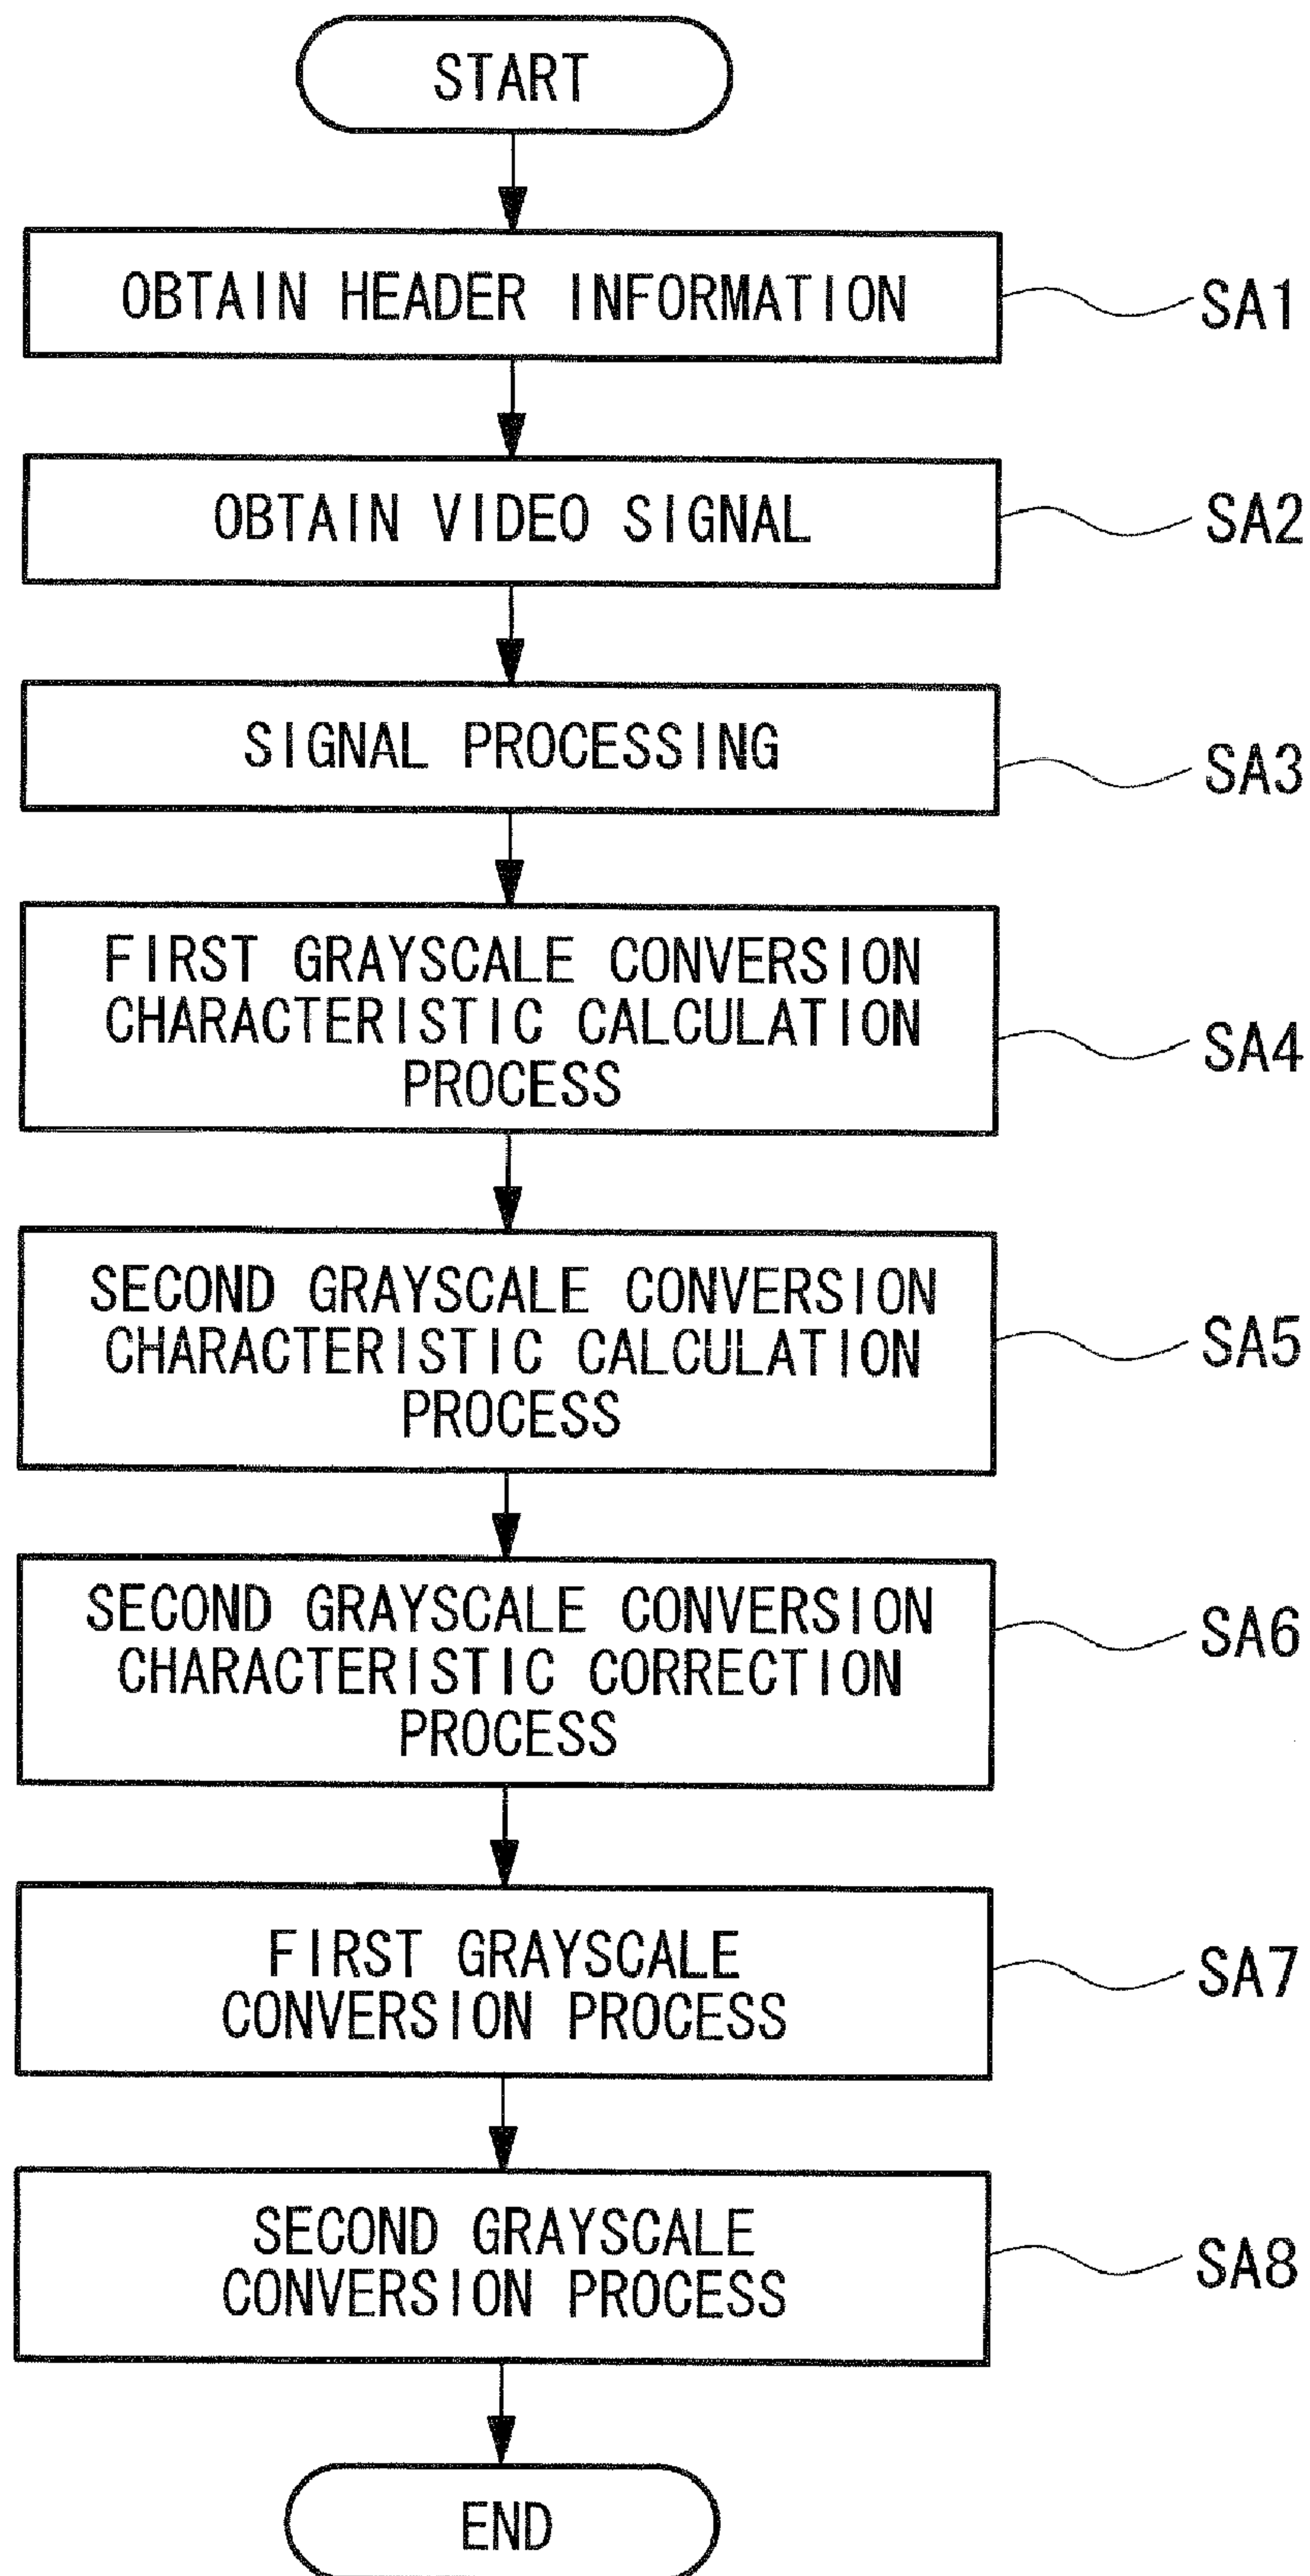 START
OBTAIN HEADER INFORMATION
SA1
OBTAIN VIDEO SIGNAL
SA2
SIGNAL PROCESSING
SA3
FIRST GRAYSCALE CONVERSION
CHARACTERISTIC CALCULATION
PROCESS
SA4
SECOND GRAYSCALE CONVERSION
CHARACTERISTIC CALCULATION
PROCESS
SA5
SECOND GRAYSCALE CONVERSION
CHARACTERISTIC CORRECTION
PROCESS
SA6
FIRST GRAYSCALE
CONVERSION PROCESS
SA7
SECOND GRAYSCALE
CONVERSION PROCESS
SA8
END